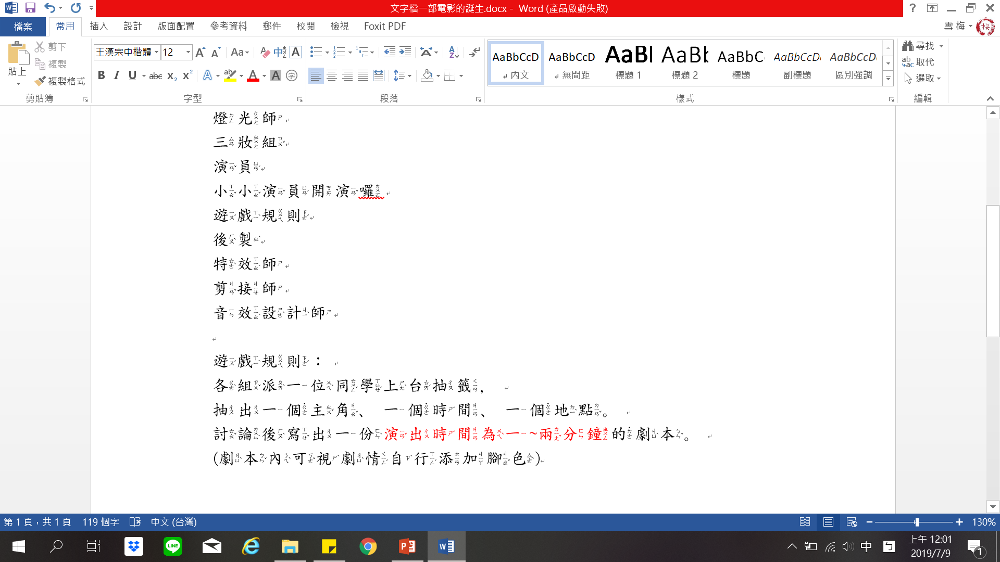 文字檔一部電影的誕生.docx - Word (產品啟動失敗)
檔案 常用 插入 設計 版面配置 參考資料 郵件 校閱 檢視 Foxit PDF 雪 梅
貼上 剪下 複製 複製格式
王漢宗中楷體 12
AaBbCcD AaBbCcD AaBl AaBb AaBbC AaBbCcD AaBbCcD
內文 無間距 標題 1 標題 2 標題 副標題 區別強調
尋找 取代 選取
剪貼簿 字型 段落 樣式 編輯
燈光師
三妝組
演員
小小演員開演囉
遊戲規則
後製
特效師
剪接師
音效設計師
遊戲規則：
各組派一位同學上台抽籤，
抽出一個主角、一個時間、一個地點。
討論後寫出一份演出時間為一~兩分鐘的劇本。
(劇本內可視劇情自行添加腳色)
第 1 頁，共 1 頁 119 個字 中文 (台灣) 130%
LINE 中 ㄅ 上午 12:01
2019/7/9 1